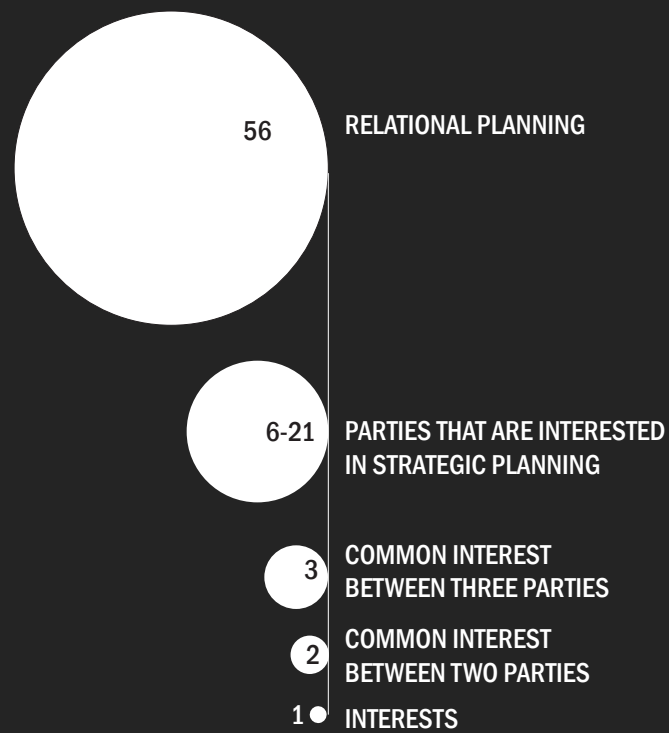 56
RELATIONAL PLANNING
6-21
PARTIES THAT ARE INTERESTED
IN STRATEGIC PLANNING
3
COMMON INTEREST
BETWEEN THREE PARTIES
2
COMMON INTEREST
BETWEEN TWO PARTIES
1
INTERESTS